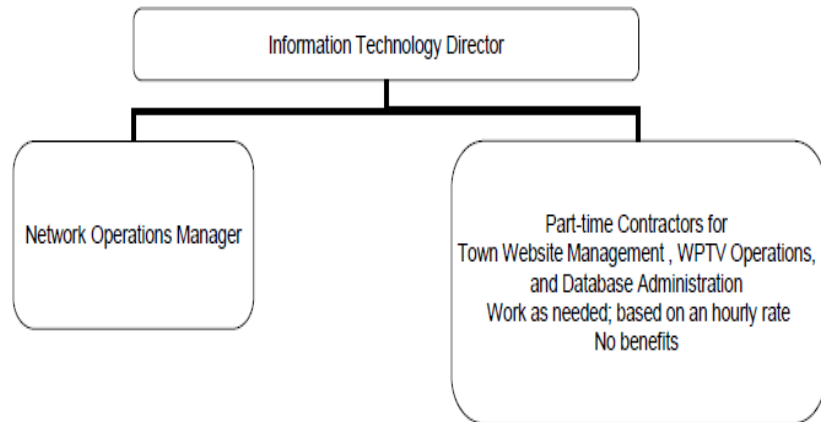 Information Technology Director
Network Operations Manager
Part-time Contractors for
Town Website Management , WPTV Operations,
and Database Administration
Work as needed; based on an hourly rate
No benefits